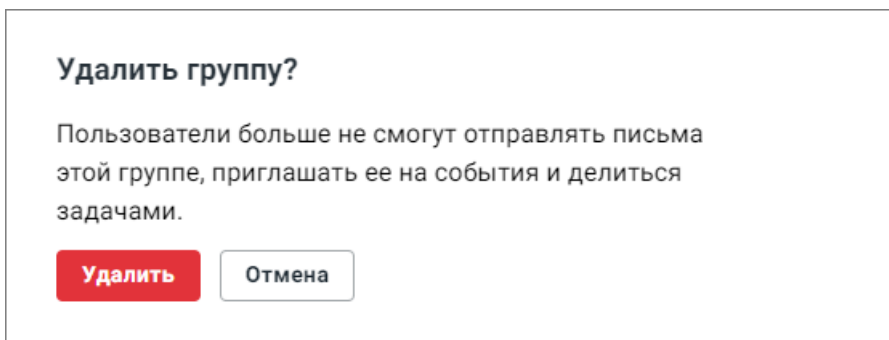 Удалить группу?
Пользователи больше не смогут отправлять письма
этой группе, приглашать ее на события и делиться
задачами.
Удалить Отмена